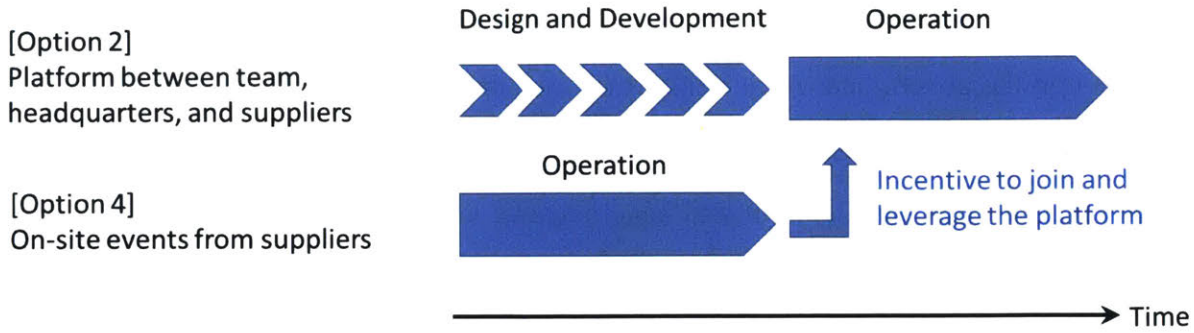 Design and Development
Operation
[Option 2]
Platform between team,
headquarters, and suppliers
Operation
[Option 4]
On-site events from suppliers
Incentive to join and
leverage the platform
Time